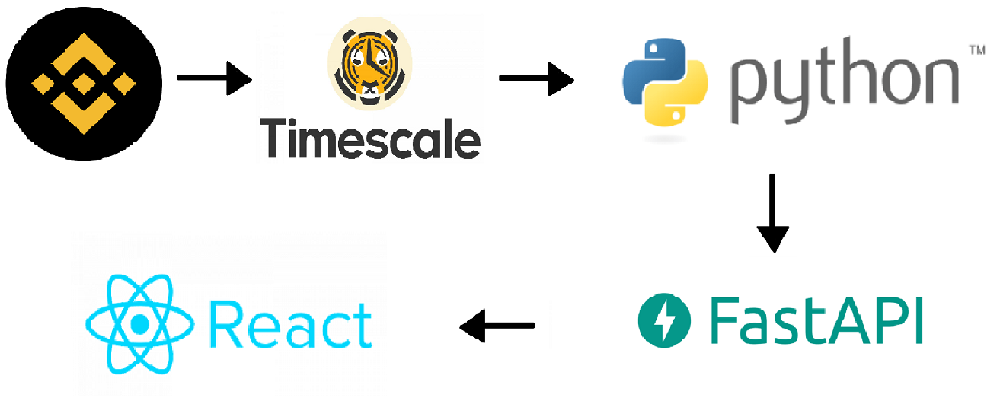 python™
Timescale
FastAPI
React